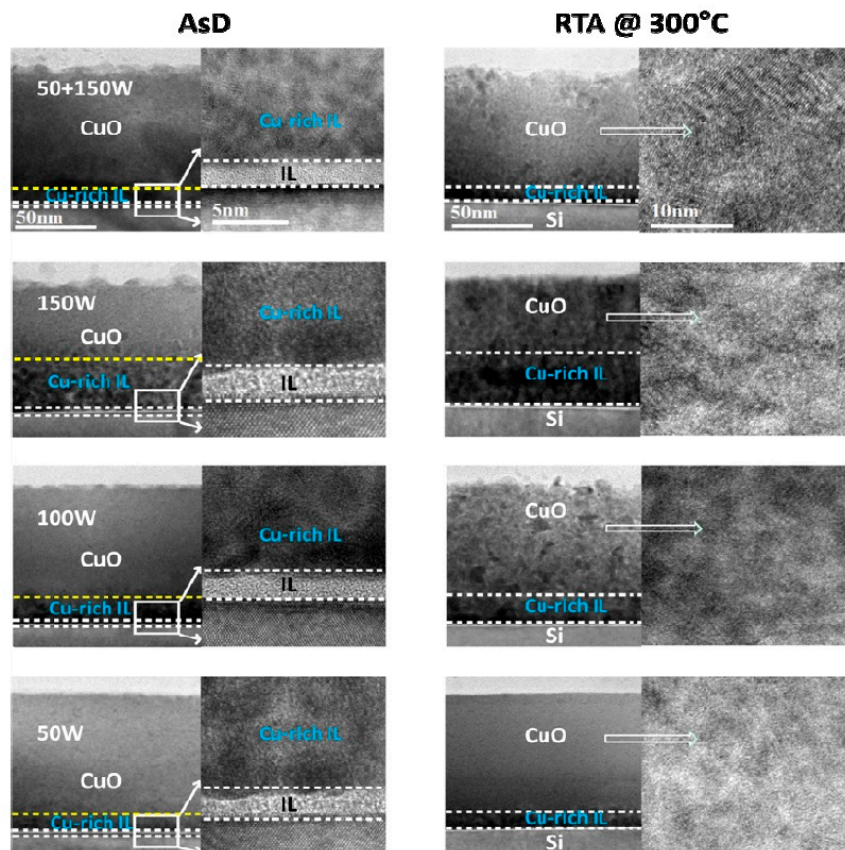 AsD
RTA @ 300°C
50+150W
CuO
Cu-rich IL
50nm
Cu-rich IL
IL
5nm
CuO
Cu-rich IL
50nm
Si
10nm
150W
CuO
Cu-rich IL
Cu-rich IL
IL
CuO
Cu-rich IL
Si
100W
CuO
Cu-rich IL
Cu-rich IL
IL
CuO
Cu-rich IL
Si
50W
CuO
Cu-rich IL
Cu-rich IL
IL
CuO
Cu-rich IL
Si